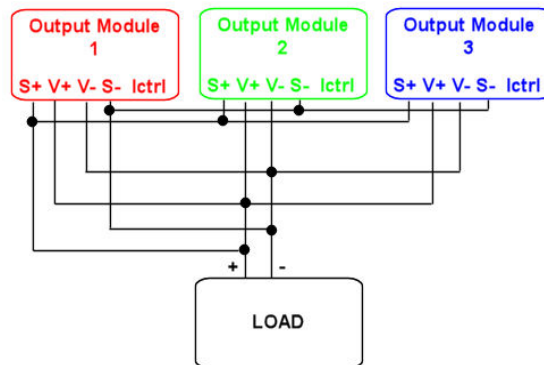 Output Module
1
S+ V+ V- S- Ictrl
Output Module
2
S+ V+ V- S- Ictrl
Output Module
3
S+ V+ V- S- Ictrl
+ -
LOAD